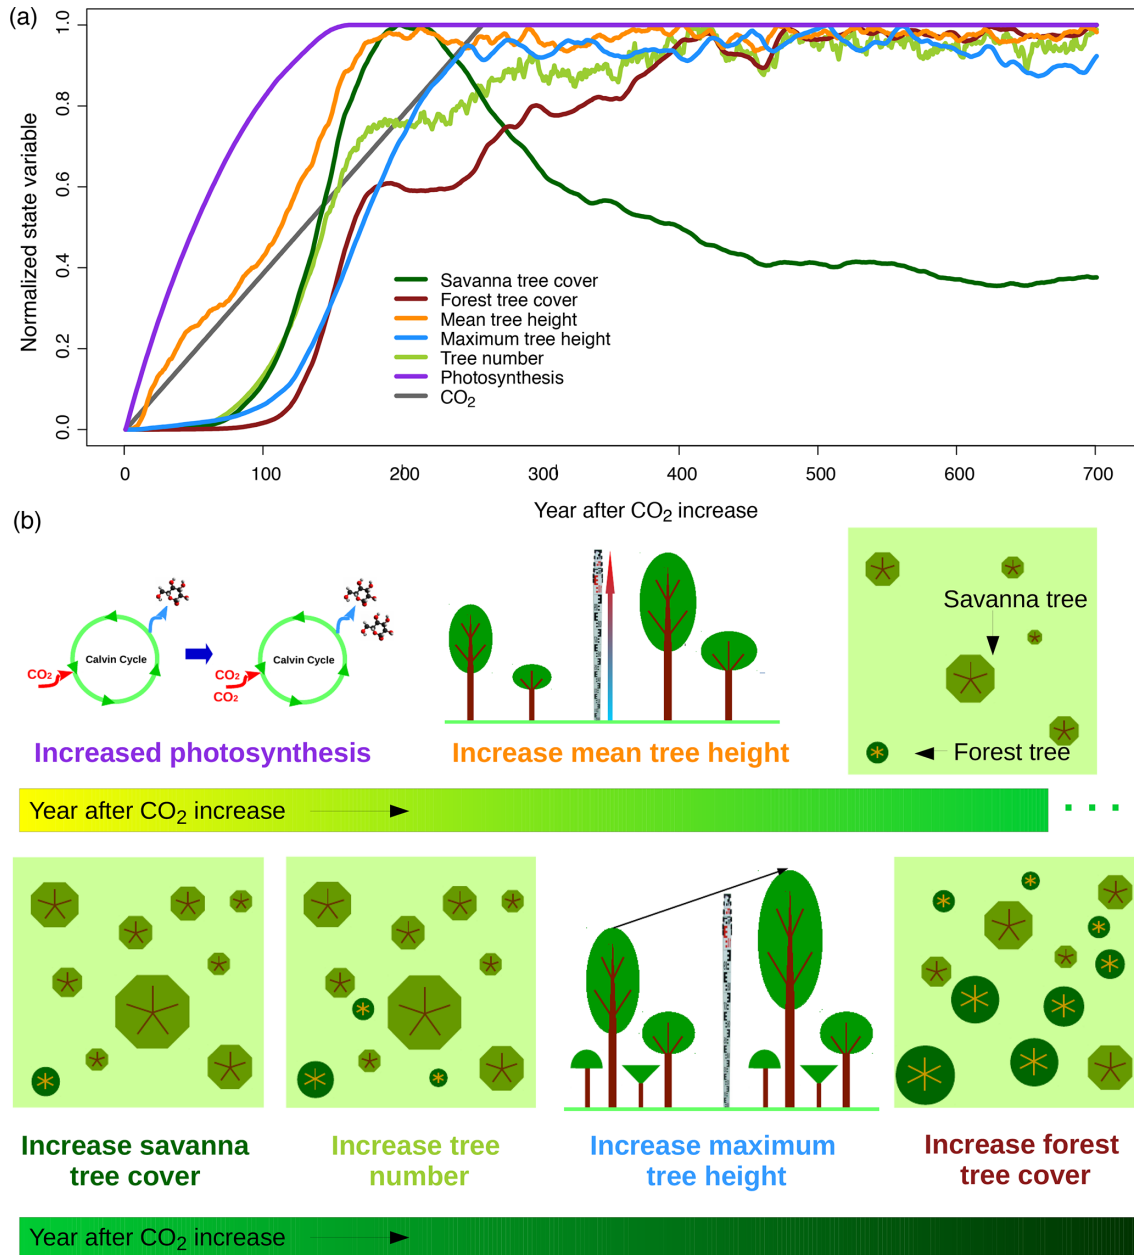 (a)
Normalized state variable
1.0
0.8
0.6
0.4
0.2
0.0
Savanna tree cover
Forest tree cover
Mean tree height
Maximum tree height
Tree number
Photosynthesis
CO2
0 100 200 300 400 500 600 700
Year after CO2 increase
(b)
Calvin Cycle
CO2
Calvin Cycle
CO2
CO2
Savanna tree
Forest tree
Increased photosynthesis
Increase mean tree height
Year after CO2 increase
Increase savanna
tree cover
Increase tree
number
Increase maximum
tree height
Increase forest
tree cover
Year after CO2 increase